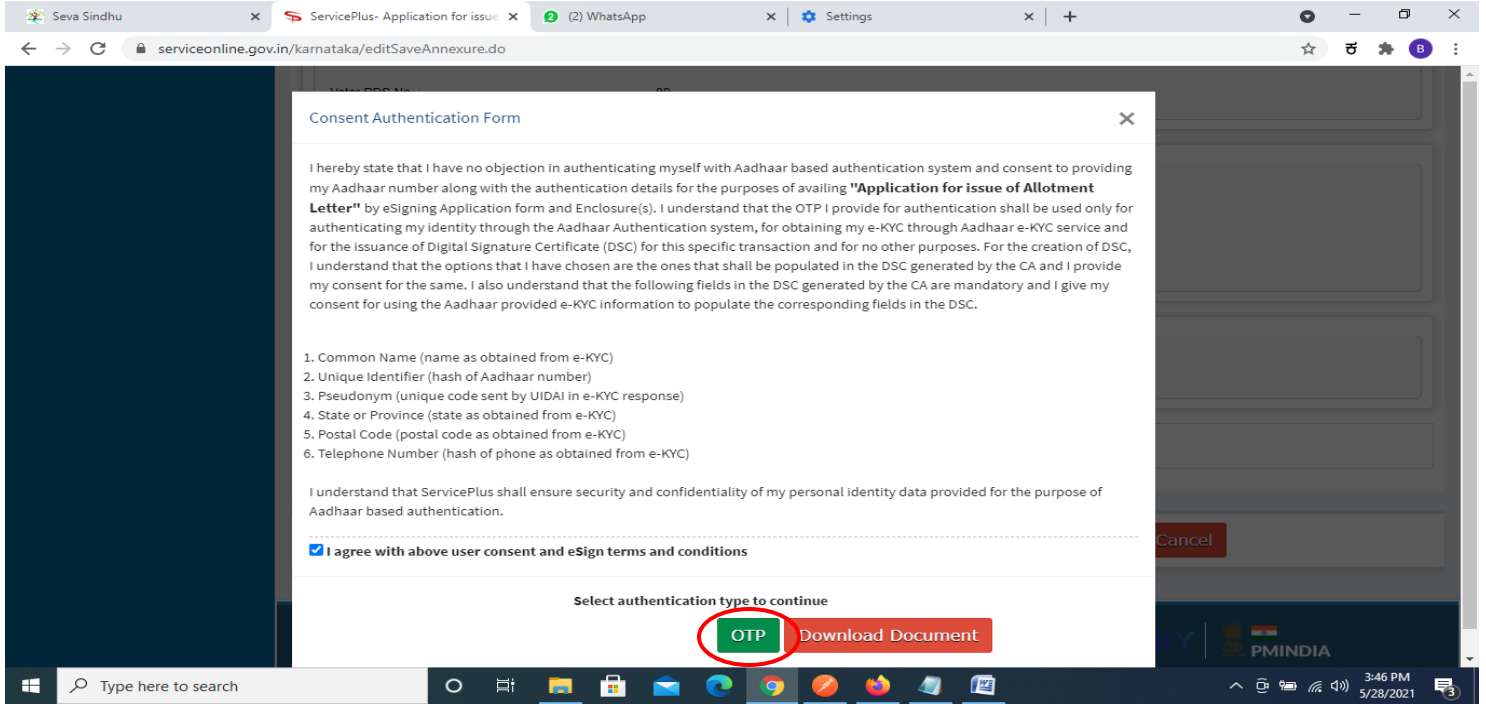 Seva Sindhu
ServicePlus- Application for issue
(2) WhatsApp
Settings
serviceonline.gov.in/karnataka/editSaveAnnexure.do
ಕ
B
Consent Authentication Form
I hereby state that I have no objection in authenticating myself with Aadhaar based authentication system and consent to providing
my Aadhaar number along with the authentication details for the purposes of availing "Application for issue of Allotment
Letter" by eSigning Application form and Enclosure(s). I understand that the OTP I provide for authentication shall be used only for
authenticating my identity through the Aadhaar Authentication system, for obtaining my e-KYC through Aadhaar e-KYC service and
for the issuance of Digital Signature Certificate (DSC) for this specific transaction and for no other purposes. For the creation of DSC,
I understand that the options that I have chosen are the ones that shall be populated in the DSC generated by the CA and I provide
my consent for the same. I also understand that the following fields in the DSC generated by the CA are mandatory and I give my
consent for using the Aadhaar provided e-KYC information to populate the corresponding fields in the DSC.
1. Common Name (name as obtained from e-KYC)
2. Unique Identifier (hash of Aadhaar number)
3. Pseudonym (unique code sent by UIDAI in e-KYC response)
4. State or Province (state as obtained from e-KYC)
5. Postal Code (postal code as obtained from e-KYC)
6. Telephone Number (hash of phone as obtained from e-KYC)
I understand that ServicePlus shall ensure security and confidentiality of my personal identity data provided for the purpose of
Aadhaar based authentication.
I agree with above user consent and eSign terms and conditions
Cancel
Select authentication type to continue
OTP Download Document
PMINDIA
Type here to search
3:46 PM
5/28/2021
3